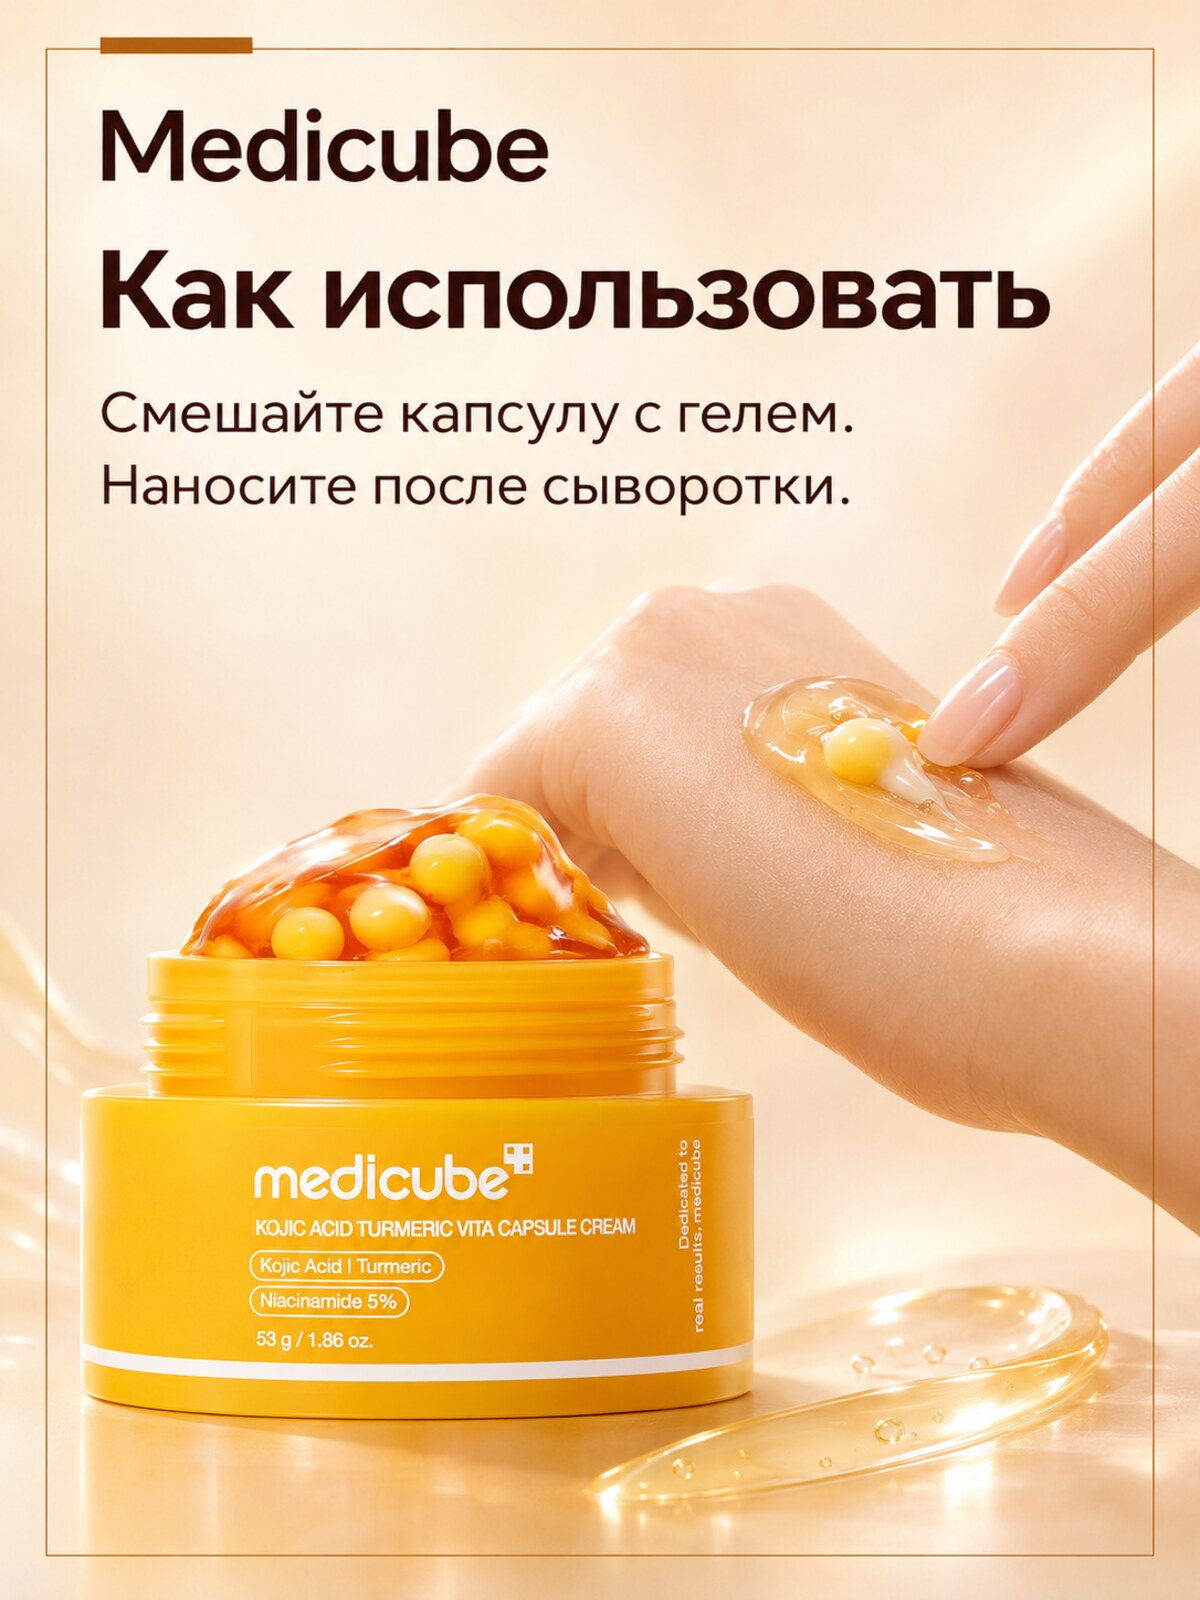 Medicube
Как использовать
Смешайте капсулу с гелем.
Наносите после сыворотки.
medicube
KOJIC ACID TURMERIC VITA CAPSULE CREAM
Kojic Acid | Turmeric
Niacinamide 5%
53 g / 1.86 oz.
Dedicated to
real results. medicube